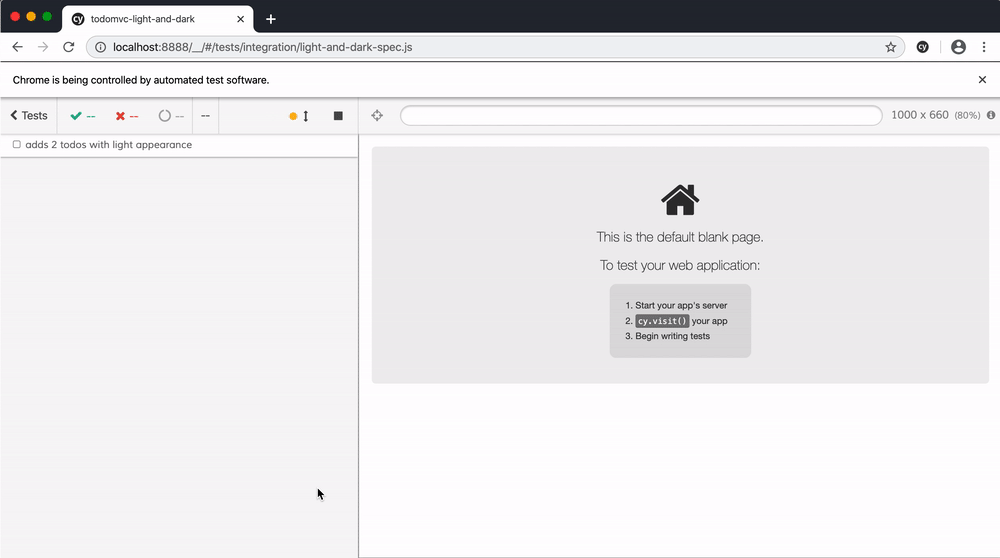 cy todomvc-light-and-dark
localhost:8888/__/#/tests/integration/light-and-dark-spec.js
cy
Chrome is being controlled by automated test software.
Tests -- -- -- --
1000 x 660 (80%)
adds 2 todos with light appearance
This is the default blank page.
To test your web application:
1. Start your app's server
2. cy.visit() your app
3. Begin writing tests